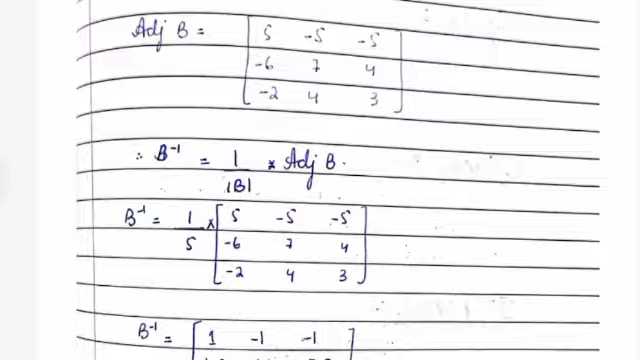 Adj B = [ 5 -5 -5
-6 7 4
-2 4 3 ]
∴ B⁻¹ = 1/|B| * Adj B.
B⁻¹ = 1/5 * [ 5 -5 -5
-6 7 4
-2 4 3 ]
B⁻¹ = [ 1 -1 -1